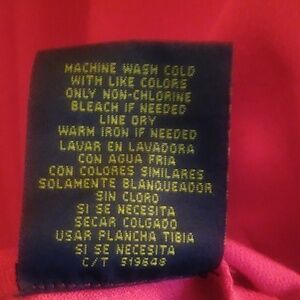 MACHINE WASH COLD
WITH LIKE COLORS
ONLY NON-CHLORINE
BLEACH IF NEEDED
LINE DRY
WARM IRON IF NEEDED
LAVAR EN LAVADORA
CON AGUA FRIA
CON COLORES SIMILARES
SOLAMENTE BLANQUEADOR
SIN CLORO
SI SE NECESITA
SECAR COLGADO
USAR PLANCHA TIBIA
SI SE NECESITA
C/T 519648